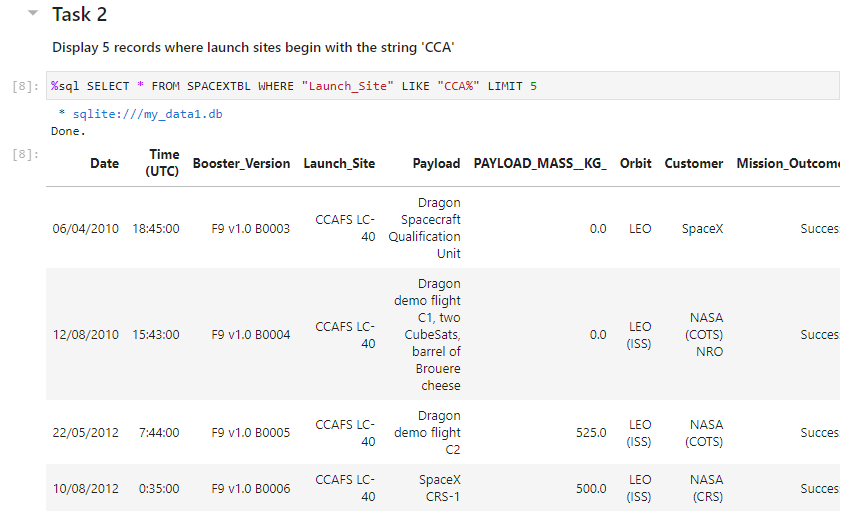 Task 2
Display 5 records where launch sites begin with the string 'CCA'
[8]: %sql SELECT * FROM SPACEXTBL WHERE "Launch_Site" LIKE "CCA%" LIMIT 5
* sqlite:///my_data1.db
Done.
[8]:
Date Time (UTC) Booster_Version Launch_Site Payload PAYLOAD_MASS__KG_ Orbit Customer Mission_Outcome
06/04/2010 18:45:00 F9 v1.0 B0003 CCAFS LC-40 Dragon Spacecraft Qualification Unit 0.0 LEO SpaceX Succes
12/08/2010 15:43:00 F9 v1.0 B0004 CCAFS LC-40 Dragon demo flight C1, two CubeSats, barrel of Brouere cheese 0.0 LEO (ISS) NASA (COTS) NRO Succes
22/05/2012 7:44:00 F9 v1.0 B0005 CCAFS LC-40 Dragon demo flight C2 525.0 LEO (ISS) NASA (COTS) Succes
10/08/2012 0:35:00 F9 v1.0 B0006 CCAFS LC-40 SpaceX CRS-1 500.0 LEO (ISS) NASA (CRS) Succes